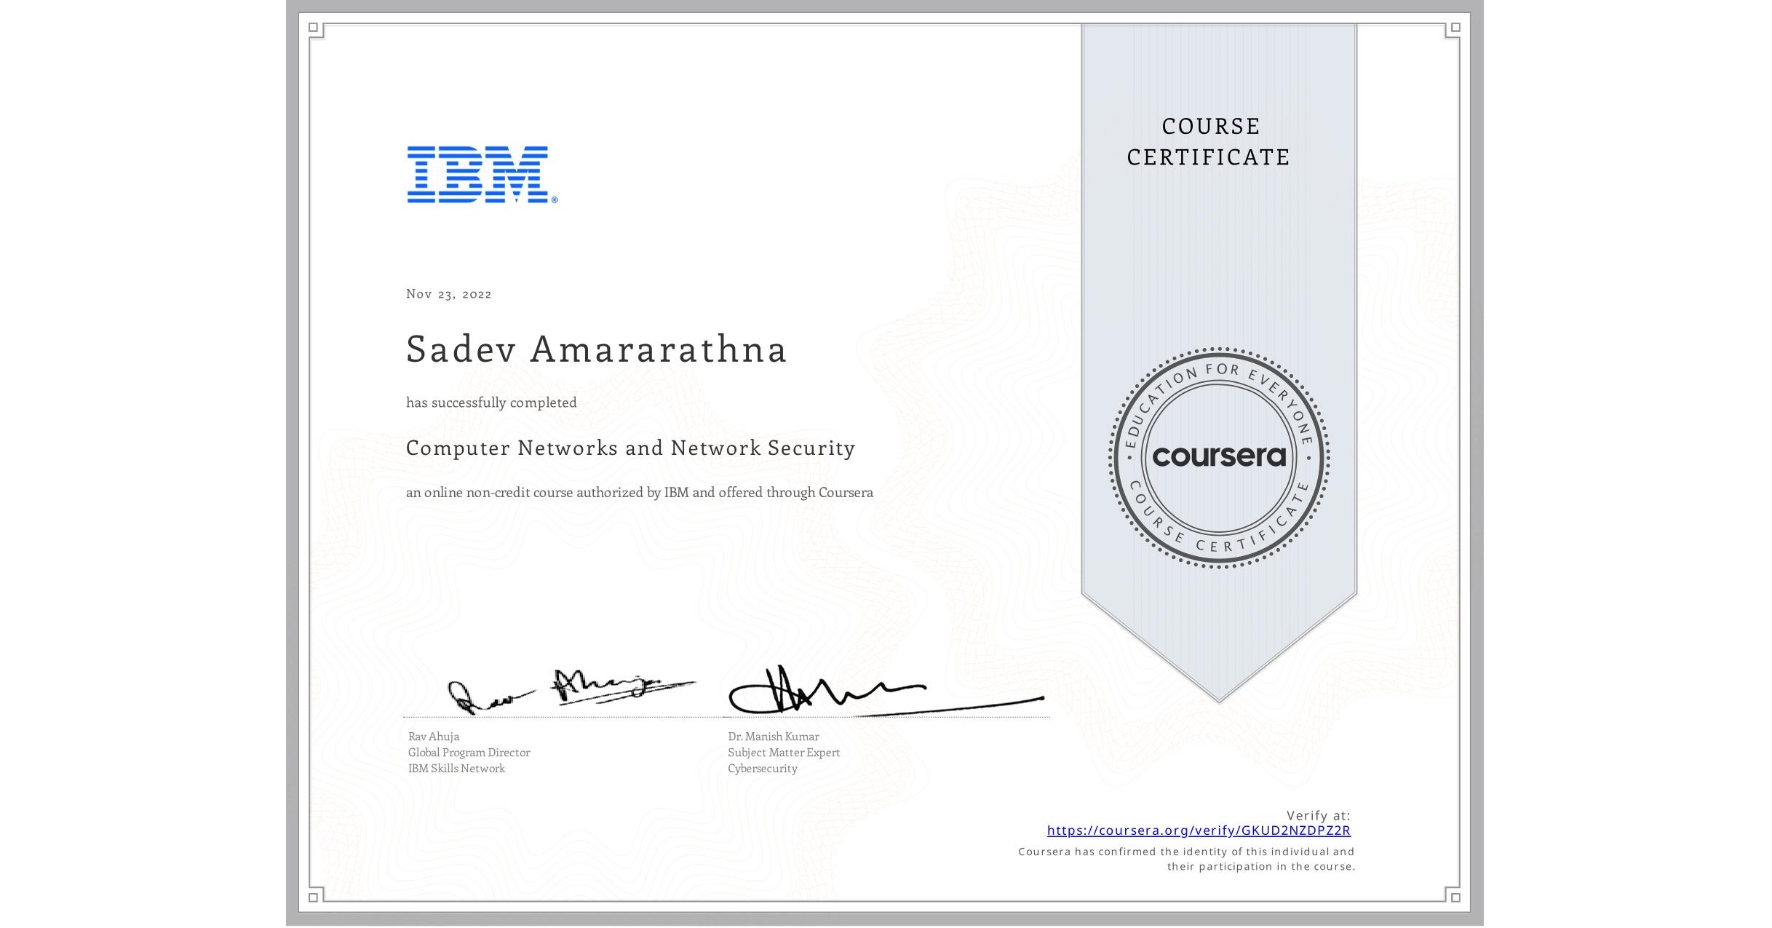 COURSE
CERTIFICATE
IBM®
Nov 23, 2022
Sadev Amararathna
has successfully completed
Computer Networks and Network Security
an online non-credit course authorized by IBM and offered through Coursera
EDUCATION FOR EVERYONE
coursera
COURSE CERTIFICATE
Rav Ahuja
Global Program Director
IBM Skills Network
Dr. Manish Kumar
Subject Matter Expert
Cybersecurity
Verify at:
https://coursera.org/verify/GKUD2NZDPZ2R
Coursera has confirmed the identity of this individual and
their participation in the course.